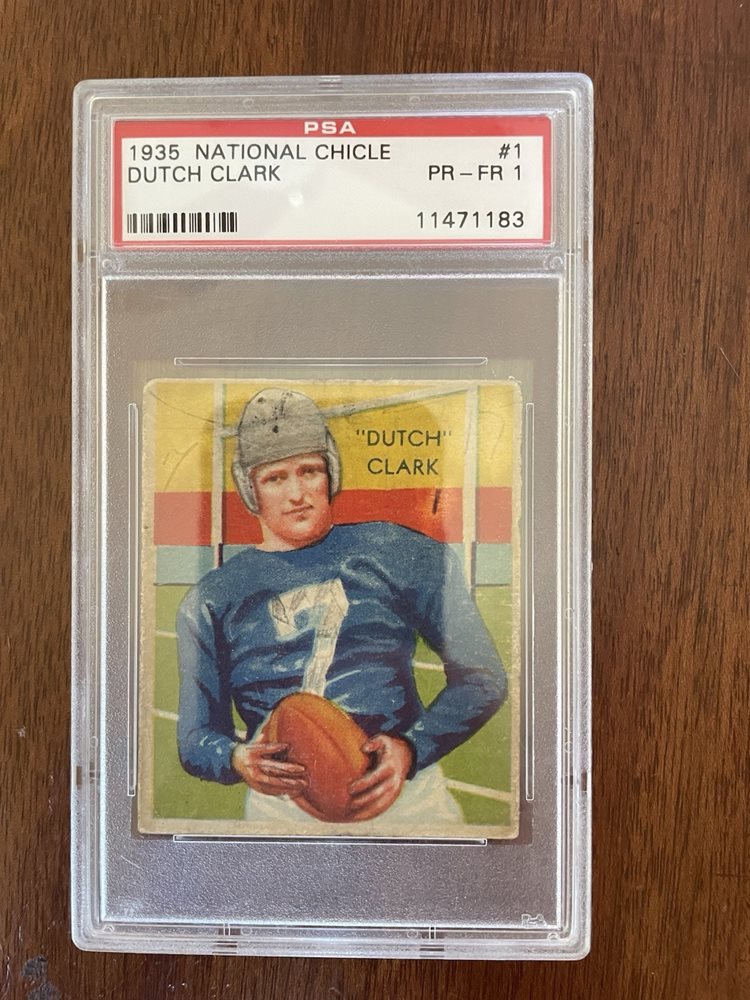 PSA
1935 NATIONAL CHICLE #1
DUTCH CLARK PR-FR 1
11471183
"DUTCH"
CLARK
7